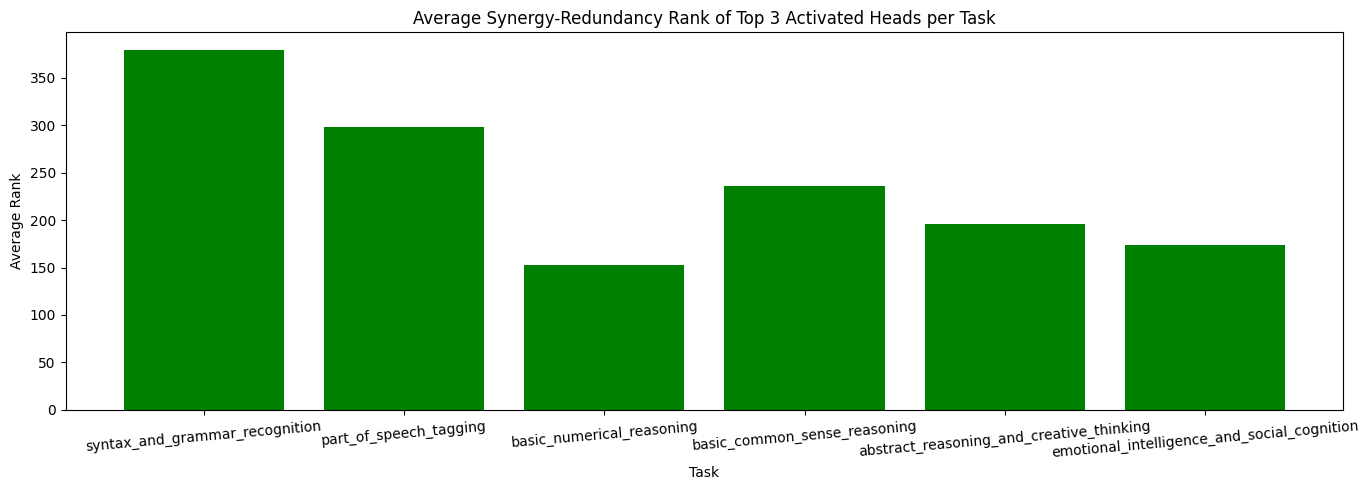 Average Synergy-Redundancy Rank of Top 3 Activated Heads per Task
Average Rank
350
300
250
200
150
100
50
0
syntax_and_grammar_recognition
part_of_speech_tagging
basic_numerical_reasoning
basic_common_sense_reasoning
abstract_reasoning_and_creative_thinking
emotional_intelligence_and_social_cognition
Task